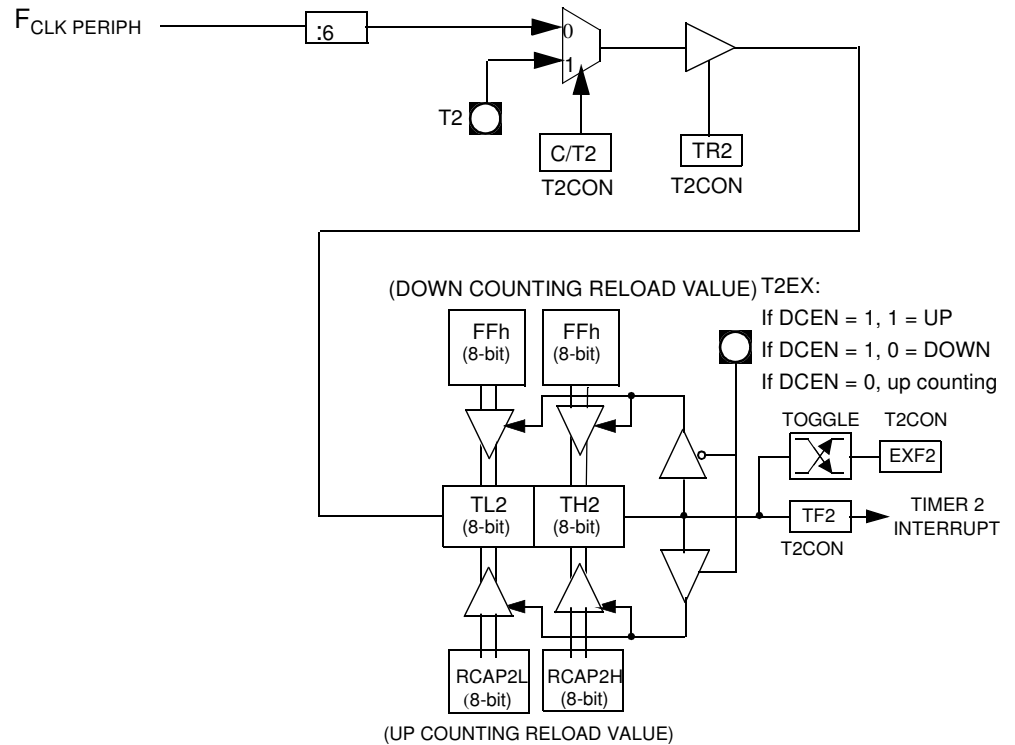 FCLK PERIPH
:6
0
1
T2
C/T2
TR2
T2CON
T2CON
(DOWN COUNTING RELOAD VALUE)
T2EX:
If DCEN = 1, 1 = UP
If DCEN = 1, 0 = DOWN
If DCEN = 0, up counting
FFh
(8-bit)
FFh
(8-bit)
TOGGLE
T2CON
EXF2
TL2
(8-bit)
TH2
(8-bit)
TF2
T2CON
TIMER 2
INTERRUPT
RCAP2L
(8-bit)
RCAP2H
(8-bit)
(UP COUNTING RELOAD VALUE)